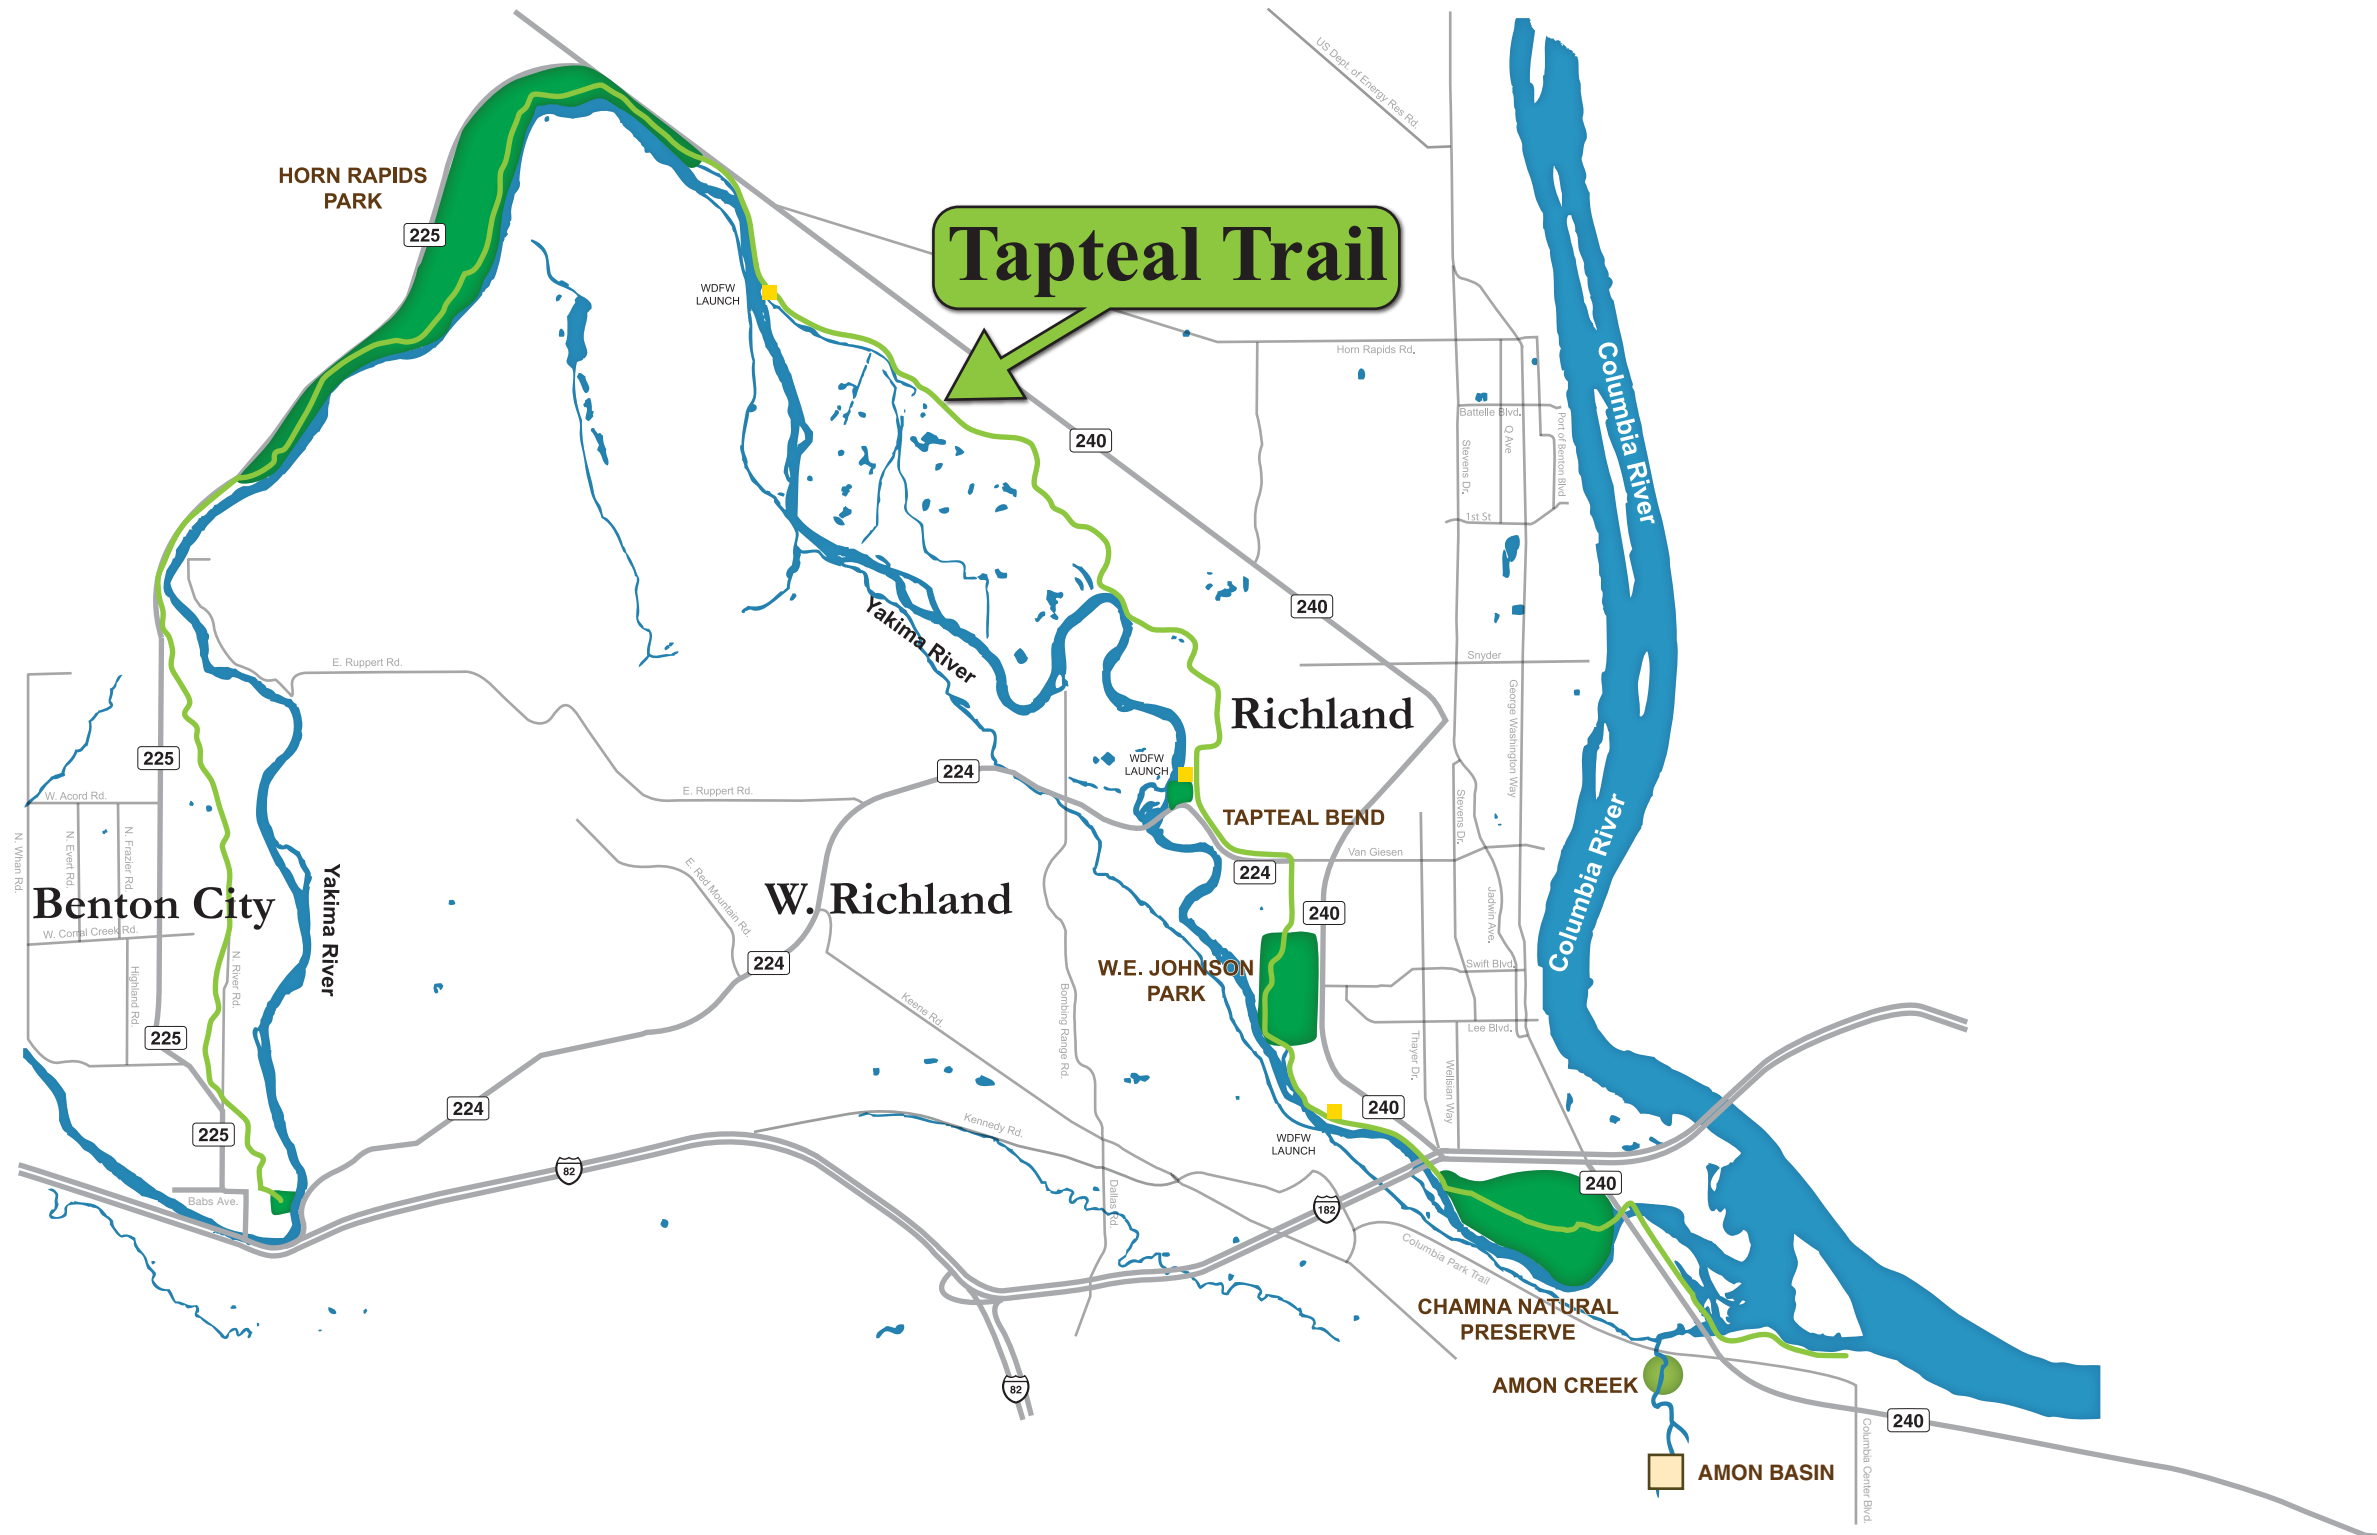 US Dept. of Energy Res Rd.
HORN RAPIDS
PARK
225
Tapteal Trail
WDFW
LAUNCH
Horn Rapids Rd.
Columbia River
240
Battelle Blvd.
Stevens Dr.
Q Ave
Port of Benton Blvd
1st St
240
Yakima River
E. Ruppert Rd.
Snyder
Richland
George Washington Way
225
224
WDFW
LAUNCH
E. Ruppert Rd.
W. Acord Rd.
TAPTEAL BEND
Stevens Dr.
N. Whan Rd.
N. Evert Rd.
N. Frazier Rd.
Van Giesen
224
Columbia River
E. Red Mountain Rd.
W. Richland
Benton City
Yakima River
240
Jadwin Ave.
W. Corral Creek Rd.
224
W.E. JOHNSON
PARK
Swift Blvd.
Highland Rd.
N. River Rd.
Keene Rd.
Bombing Range Rd.
225
Lee Blvd.
Thayer Dr.
Wellsian Way
224
240
225
Kennedy Rd.
WDFW
LAUNCH
82
240
Babs Ave.
Dallas Rd.
182
Columbia Park Trail
CHAMNA NATURAL
PRESERVE
82
AMON CREEK
240
Columbia Center Blvd.
AMON BASIN